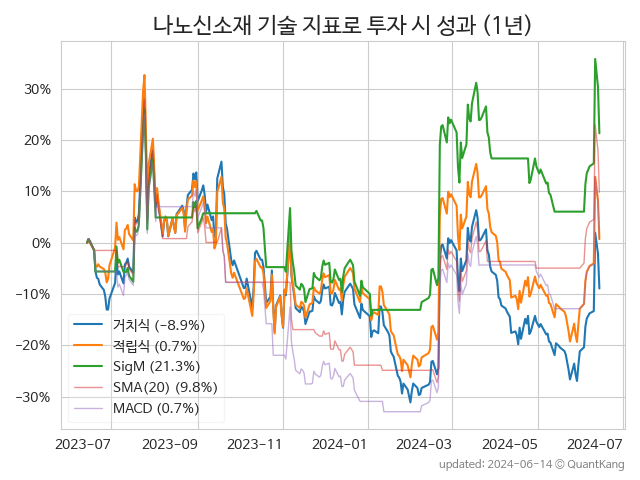 나노신소재 기술 지표로 투자 시 성과 (1년)
30%
20%
10%
0%
−10%
−20%
−30%
거치식 (−8.9%)
적립식 (0.7%)
SigM (21.3%)
SMA(20) (9.8%)
MACD (0.7%)
2023-07
2023-09
2023-11
2024-01
2024-03
2024-05
2024-07
updated: 2024-06-14 © QuantKang